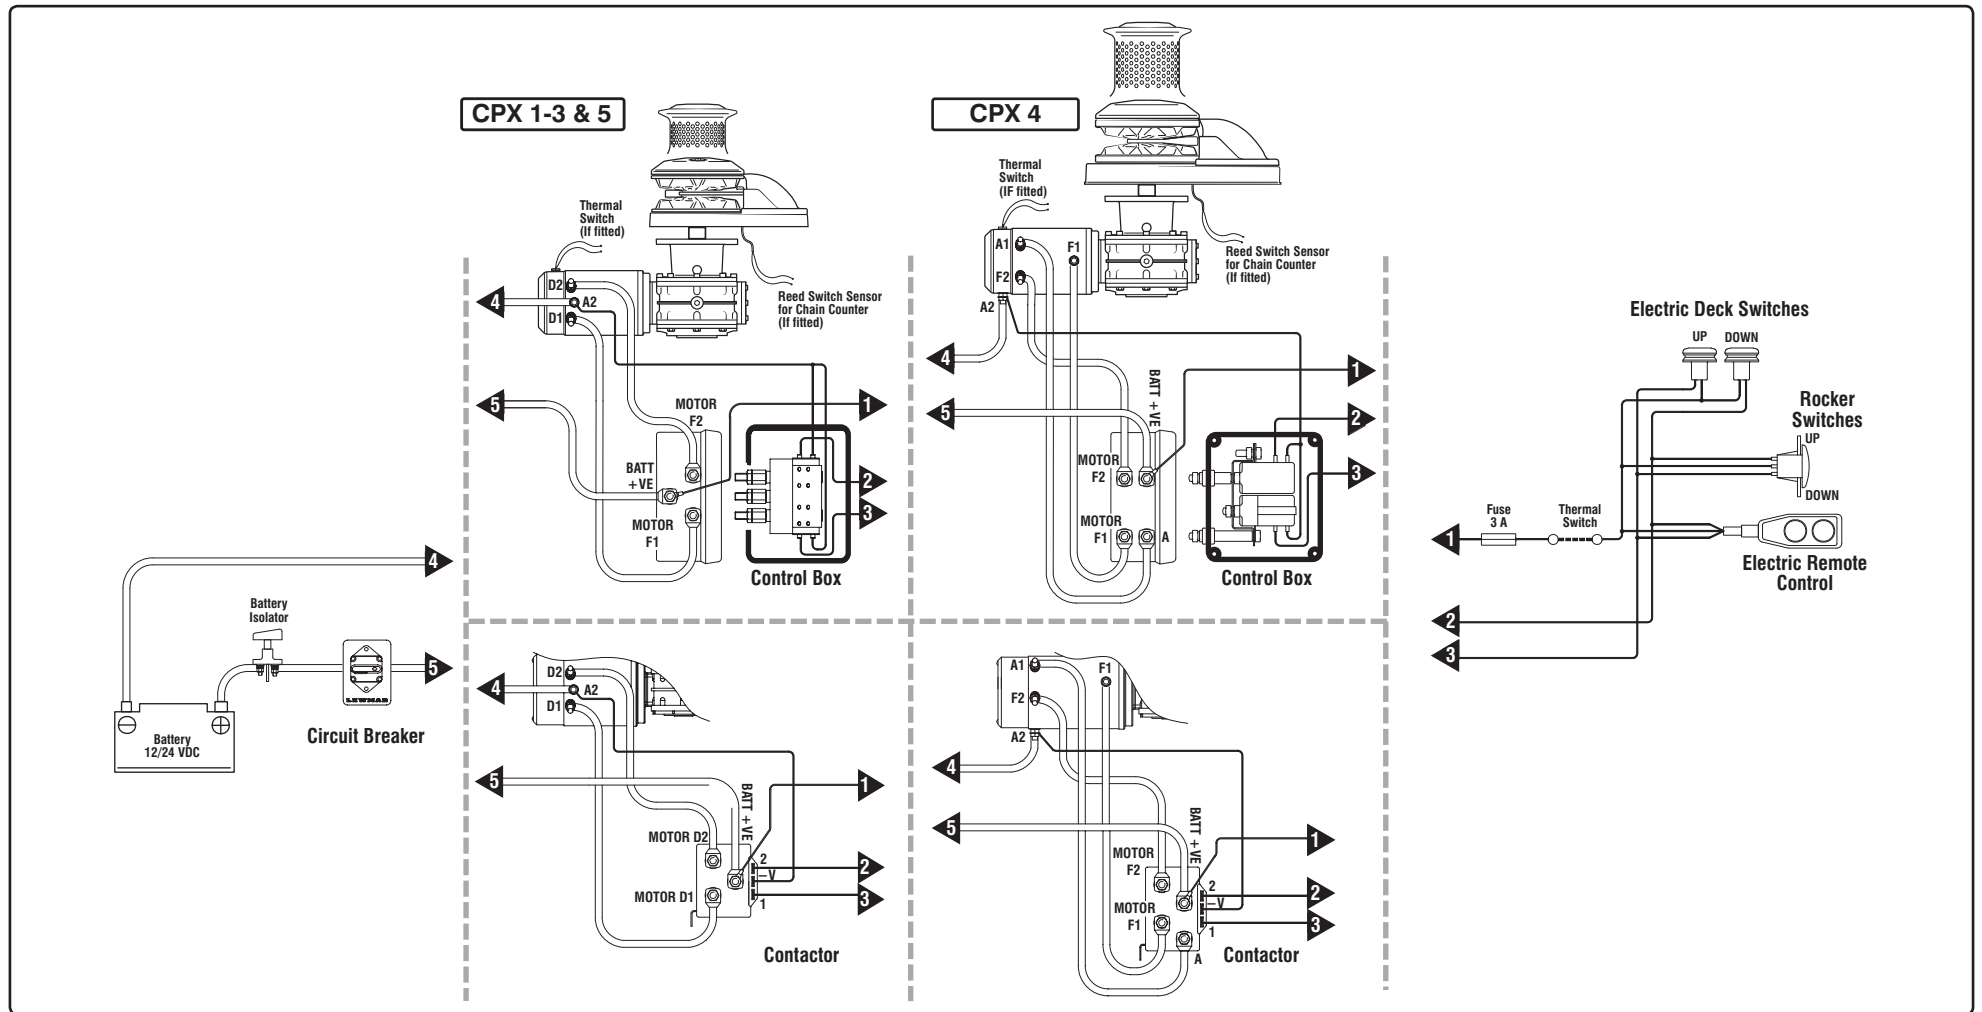 CPX 1-3 & 5
Thermal
Switch
(If fitted)
D2
A2
D1
4
Reed Switch Sensor
for Chain Counter
(If fitted)
5
MOTOR
F2
BATT
+VE
MOTOR
F1
1
2
3
Control Box
CPX 4
Thermal
Switch
(IF fitted)
A1
F1
F2
A2
4
Reed Switch Sensor
for Chain Counter
(If fitted)
5
BATT +VE
MOTOR
F2
MOTOR
F1
A
1
2
3
Control Box
Electric Deck Switches
UP
DOWN
Rocker
Switches
UP
DOWN
Fuse
3 A
Thermal
Switch
1
Electric Remote
Control
2
3
4
Battery
Isolator
5
LEWMAR
Circuit Breaker
Battery
12/24 VDC
D2
4
A2
D1
5
BATT +VE
1
MOTOR D2
2
–V
2
MOTOR D1
1
3
Contactor
A1
F1
F2
A2
4
5
BATT +VE
1
MOTOR
F2
2
–V
2
MOTOR
F1
1
3
A
Contactor